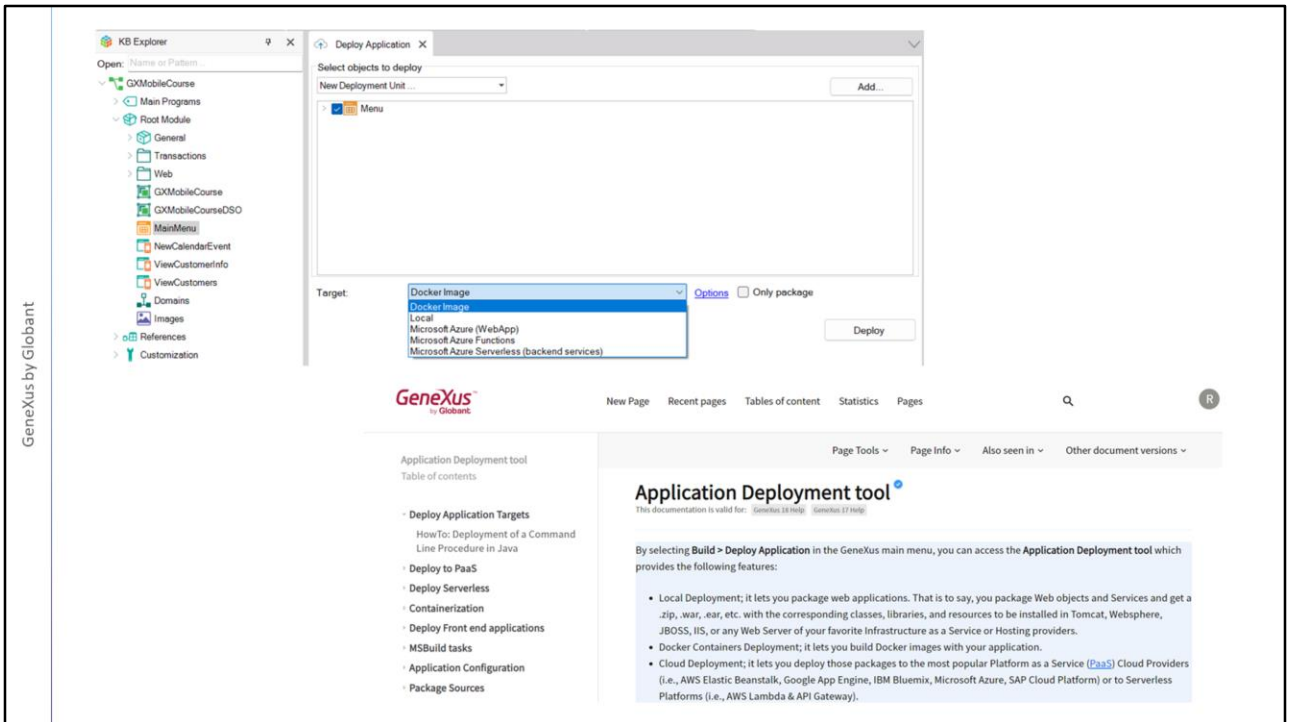 GeneXus by Globant
KB Explorer
Open: Name or Pattern ..
GXMobileCourse
Main Programs
Root Module
General
Transactions
Web
GXMobileCourse
GXMobileCourseDSO
MainMenu
NewCalendarEvent
ViewCustomerInfo
ViewCustomers
Domains
Images
References
Customization
Deploy Application
Select objects to deploy
New Deployment Unit ...
Add...
Menu
Target:
Docker Image
Options
Only package
Docker Image
Local
Microsoft Azure (WebApp)
Microsoft Azure Functions
Microsoft Azure Serverless (backend services)
Deploy
GeneXus™
by Globant
New Page Recent pages Tables of content Statistics Pages
R
Page Tools Page Info Also seen in Other document versions
Application Deployment tool
Table of contents
Deploy Application Targets
HowTo: Deployment of a Command
Line Procedure in Java
Deploy to PaaS
Deploy Serverless
Containerization
Deploy Front end applications
MSBuild tasks
Application Configuration
Package Sources
Application Deployment tool
This documentation is valid for: GeneXus 18 Help GeneXus 17 Help
By selecting Build > Deploy Application in the GeneXus main menu, you can access the Application Deployment tool which
provides the following features:
• Local Deployment; it lets you package web applications. That is to say, you package Web objects and Services and get a
.zip, .war, .ear, etc. with the corresponding classes, libraries, and resources to be installed in Tomcat, Websphere,
JBOSS, IIS, or any Web Server of your favorite Infrastructure as a Service or Hosting providers.
• Docker Containers Deployment; it lets you build Docker images with your application.
• Cloud Deployment; it lets you deploy those packages to the most popular Platform as a Service (PaaS) Cloud Providers
(i.e., AWS Elastic Beanstalk, Google App Engine, IBM Bluemix, Microsoft Azure, SAP Cloud Platform) or to Serverless
Platforms (i.e., AWS Lambda & API Gateway).